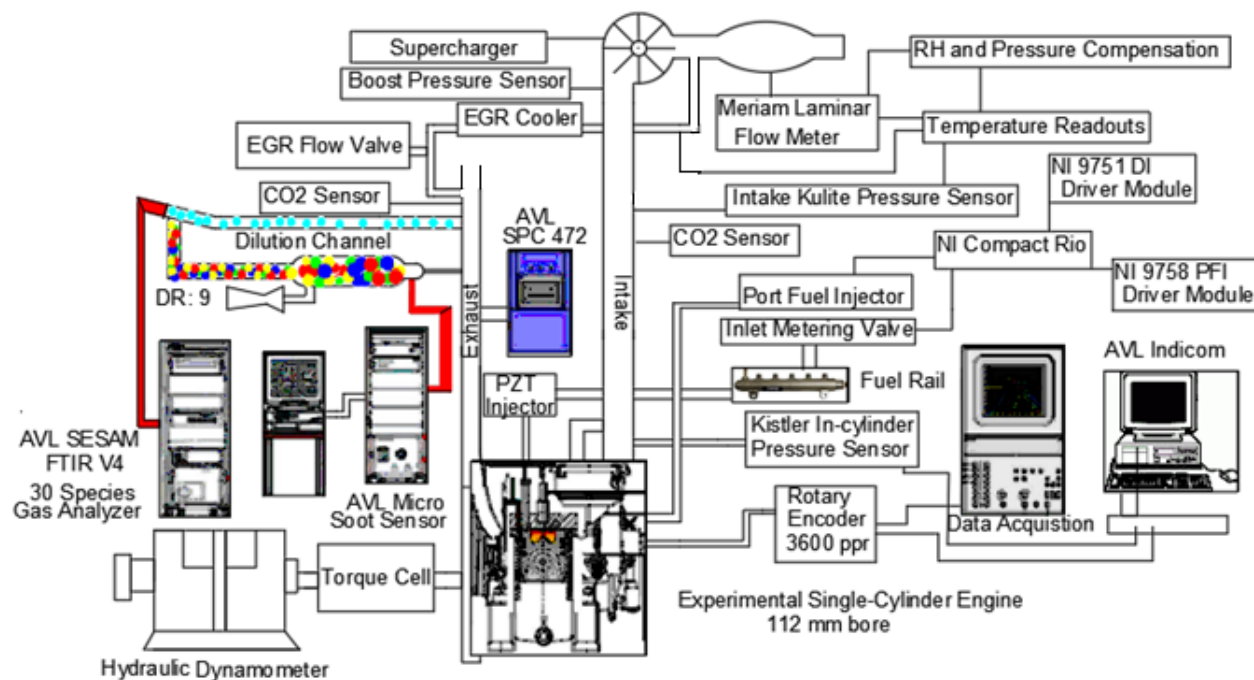 Supercharger
RH and Pressure Compensation
Boost Pressure Sensor
Meriam Laminar
Flow Meter
EGR Cooler
Temperature Readouts
EGR Flow Valve
NI 9751 DI
Driver Module
CO2 Sensor
Intake Kulite Pressure Sensor
AVL
SPC 472
Dilution Channel
CO2 Sensor
NI Compact Rio
NI 9758 PFI
Driver Module
DR: 9
Exhaust
Intake
Port Fuel Injector
Inlet Metering Valve
AVL Indicom
PZT
Injector
Fuel Rail
Kistler In-cylinder
Pressure Sensor
AVL SESAM
FTIR V4
30 Species
Gas Analyzer
AVL Micro
Soot Sensor
Rotary
Encoder
3600 ppr
Data Acquistion
Torque Cell
Experimental Single-Cylinder Engine
112 mm bore
Hydraulic Dynamometer